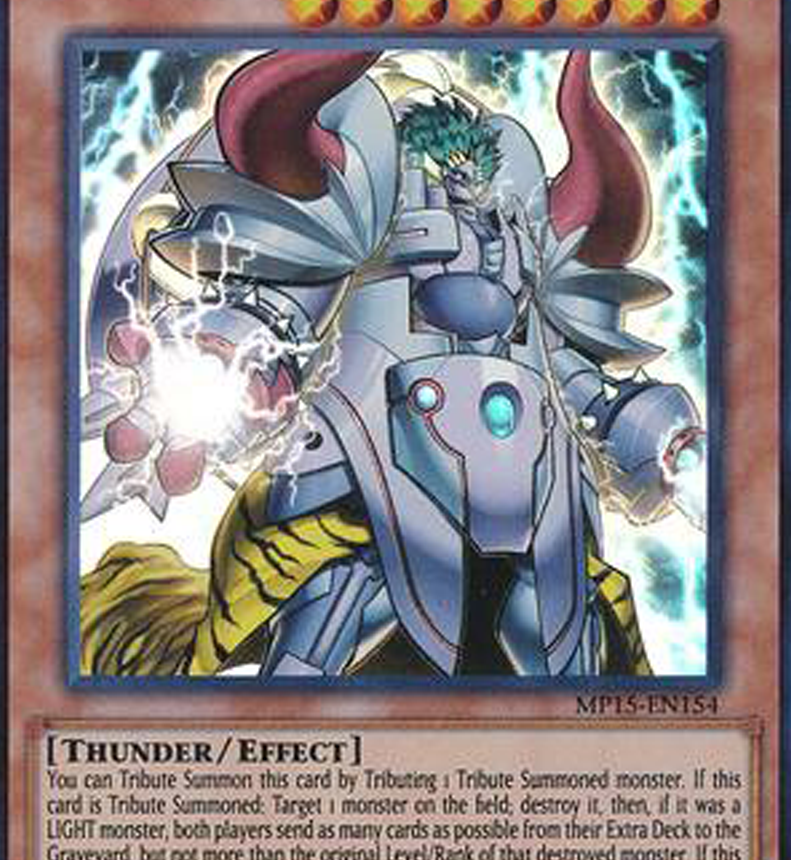 MP15-EN154
[THUNDER/EFFECT]
You can Tribute Summon this card by Tributing 1 Tribute Summoned monster. If this
card is Tribute Summoned: Target 1 monster on the field; destroy it, then, if it was a
LIGHT monster, both players send as many cards as possible from their Extra Deck to the
Graveyard, but not more than the original Level/Rank of that destroyed monster. If this